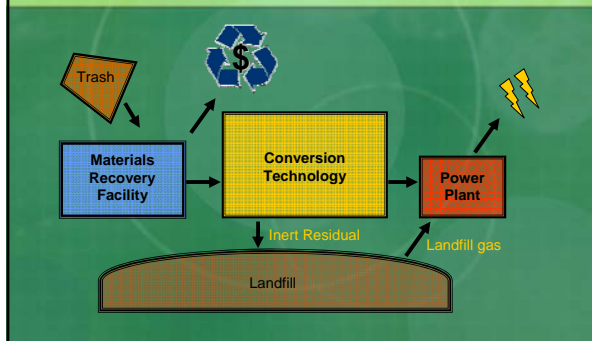 Trash
$
Materials
Recovery
Facility
Conversion
Technology
Power
Plant
Inert Residual
Landfill gas
Landfill